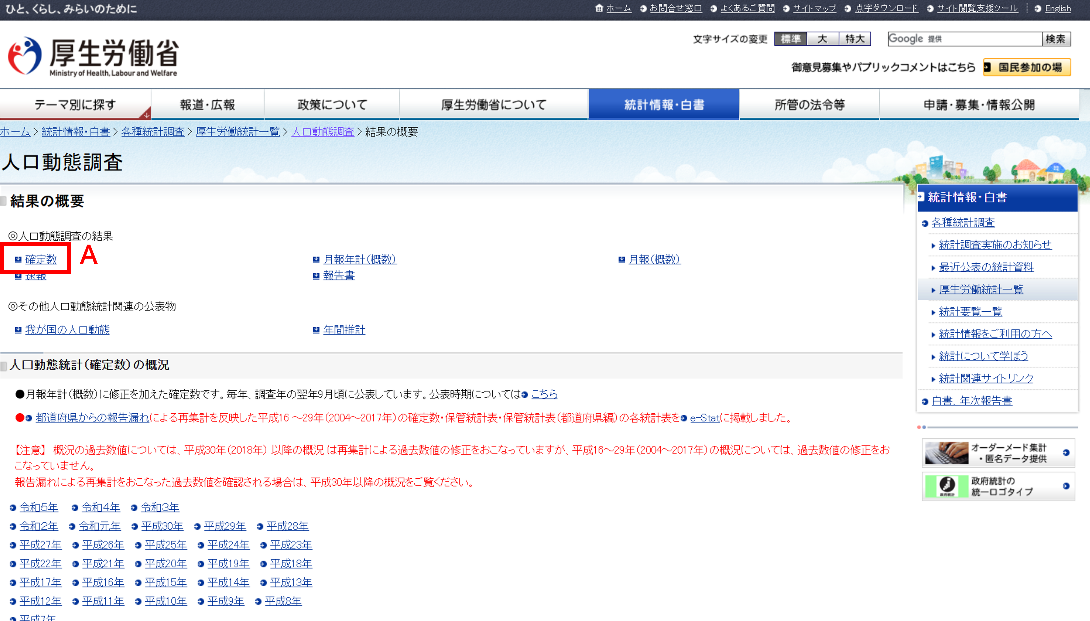 ひと、くらし、みらいのために
ホーム お問合せ窓口 よくあるご質問 サイトマップ 点字ダウンロード サイト閲覧支援ツール English
厚生労働省
Ministry of Health, Labour and Welfare
文字サイズの変更 標準 大 特大 Google 提供 検索
御意見募集やパブリックコメントはこちら 国民参加の場
テーマ別に探す 報道・広報 政策について 厚生労働省について 統計情報・白書 所管の法令等 申請・募集・情報公開
ホーム > 統計情報・白書 > 各種統計調査 > 厚生労働統計一覧 > 人口動態調査 > 結果の概要
人口動態調査
結果の概要
◎人口動態調査の結果
確定数 A 月報年計(概数) 月報(概数)
速報 報告書
◎その他人口動態統計関連の公表物
我が国の人口動態 年間推計
人口動態統計(確定数)の概況
●月報年計(概数)に修正を加えた確定数です。毎年、調査年の翌年9月頃に公表しています。公表時期についてはこちら
●都道府県からの報告漏れによる再集計を反映した平成16～29年(2004～2017年)の確定数・保管統計表・保管統計表(都道府県編)の各統計表をe-Statに掲載しました。
【注意】 概況の過去数値については、平成30年(2018年) 以降の概況 は再集計による過去数値の修正をおこなっていますが、平成16～29年(2004～2017年)の概況については、過去数値の修正をお
こなっていません。
報告漏れによる再集計をおこなった過去数値を確認される場合は、平成30年以降の概況をご覧ください。
令和5年 令和4年 令和3年
令和2年 令和元年 平成30年 平成29年 平成28年
平成27年 平成26年 平成25年 平成24年 平成23年
平成22年 平成21年 平成20年 平成19年 平成18年
平成17年 平成16年 平成15年 平成14年 平成13年
平成12年 平成11年 平成10年 平成9年 平成8年
平成7年
統計情報・白書
各種統計調査
統計調査実施のお知らせ
最近公表の統計資料
厚生労働統計一覧
統計要覧一覧
統計情報をご利用の方へ
統計について学ぼう
統計関連サイトリンク
白書、年次報告書
オーダーメード集計
・匿名データ提供
政府統計の
統一ロゴタイプ